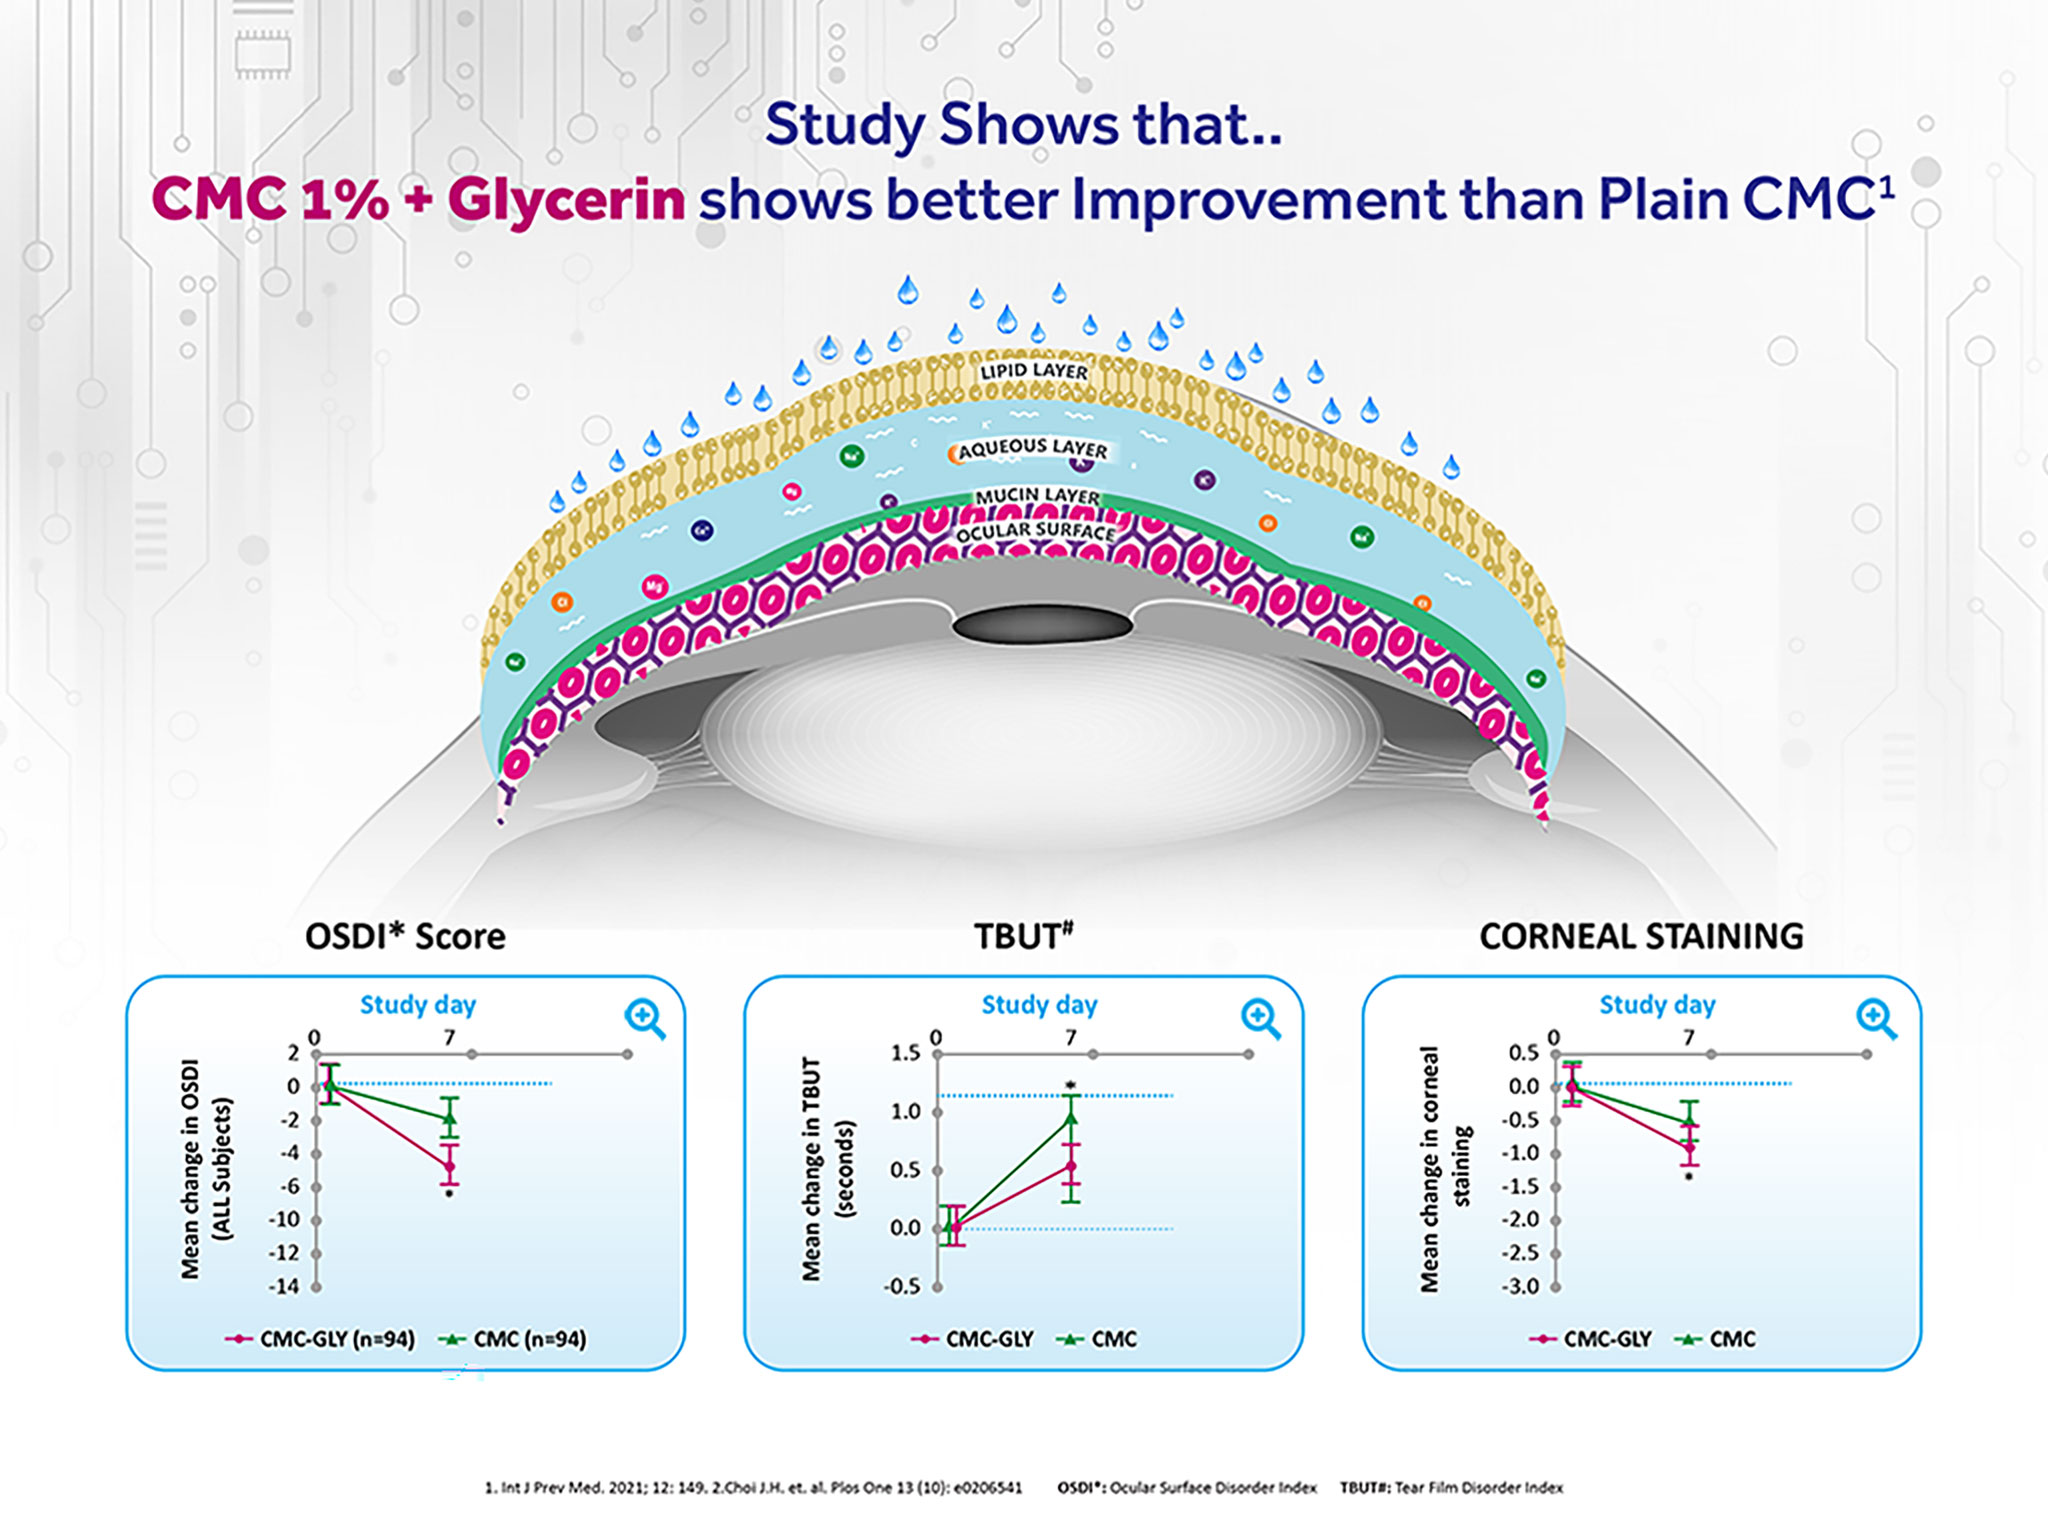 Study Shows that..
CMC 1% + Glycerin shows better Improvement than Plain CMC¹
LIPID LAYER
AQUEOUS LAYER
MUCIN LAYER
OCULAR SURFACE
Mg
Cl
OSDI* Score
Study day
0 7
2
0
-2
-4
-6
-10
-12
-14
Mean change in OSDI
(ALL Subjects)
*
CMC-GLY (n=94) CMC (n=94)
TBUT#
Study day
0 7
1.5
1.0
0.5
0.0
-0.5
Mean change in TBUT
(seconds)
*
CMC-GLY CMC
CORNEAL STAINING
Study day
0 7
0.5
0.0
-0.5
-1.0
-1.5
-2.0
-2.5
-3.0
Mean change in corneal
staining
*
CMC-GLY CMC
1. Int J Prev Med. 2021; 12: 149. 2.Choi J.H. et. al. Plos One 13 (10): e0206541 OSDI*: Ocular Surface Disorder Index TBUT#: Tear Film Disorder Index